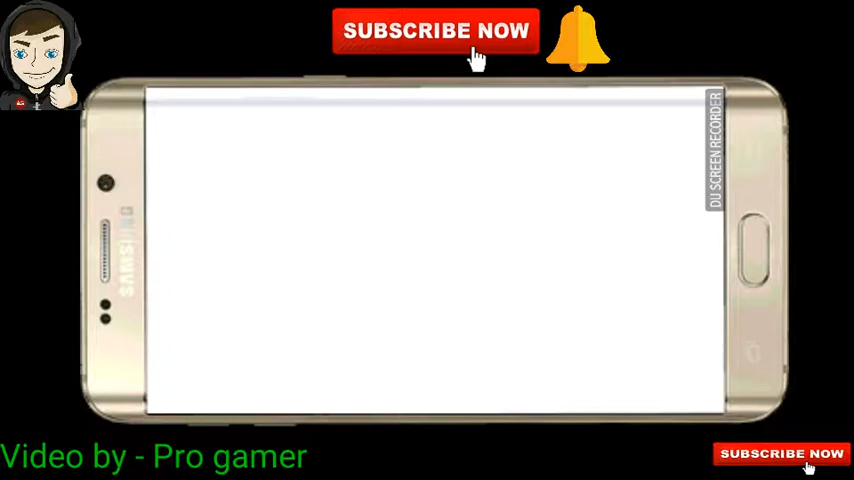 SUBSCRIBE NOW
DU SCREEN RECORDER
SAMSUNG
Video by - Pro gamer
SUBSCRIBE NOW